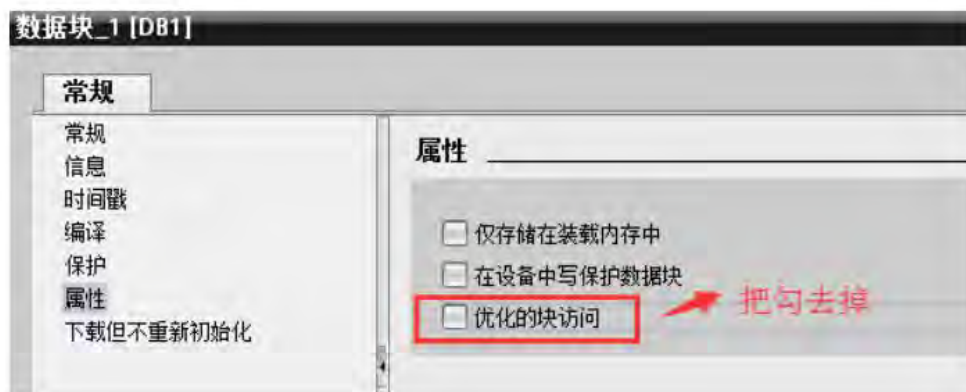 数据块_1 [DB1]
常规
常规
信息
时间戳
编译
保护
属性
下载但不重新初始化
属性
仅存储在装载内存中
在设备中写保护数据块
优化的块访问
把勾去掉